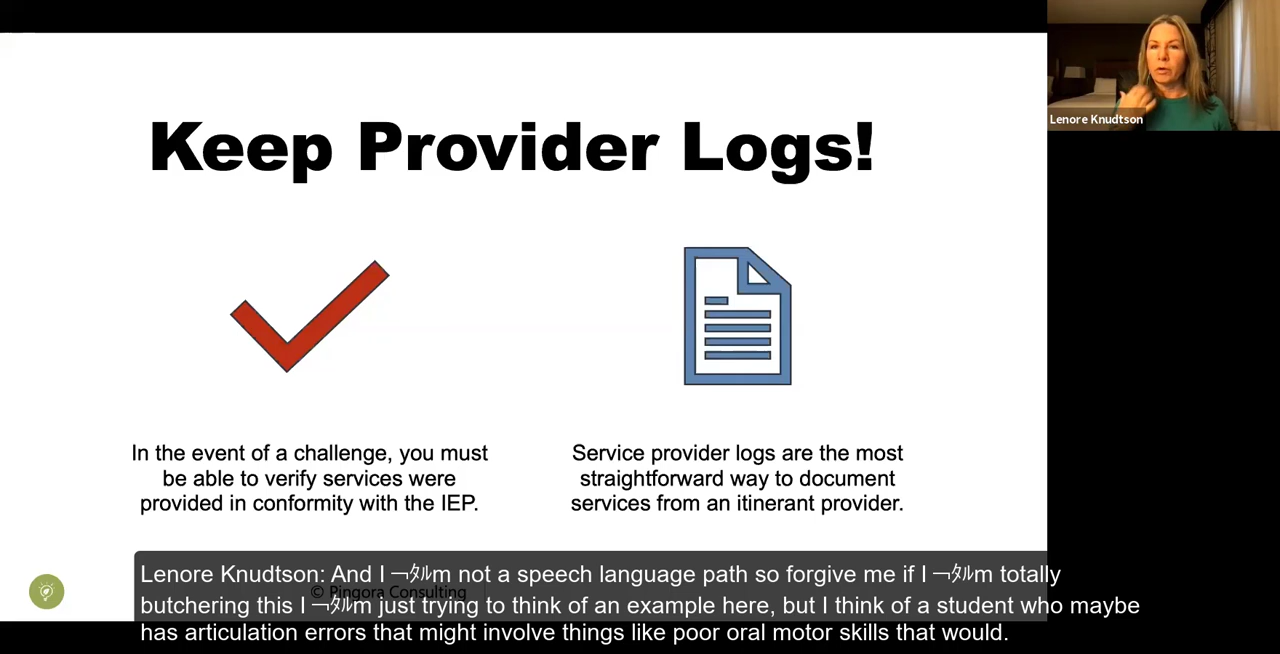 Keep Provider Logs!
Lenore Knudtson
In the event of a challenge, you must
be able to verify services were
provided in conformity with the IEP.
Service provider logs are the most
straightforward way to document
services from an itinerant provider.
© Pingora Consulting
Lenore Knudtson: And I ¬ﾀﾙm not a speech language path so forgive me if I ¬ﾀﾙm totally
butchering this I ¬ﾀﾙm just trying to think of an example here, but I think of a student who maybe
has articulation errors that might involve things like poor oral motor skills that would.